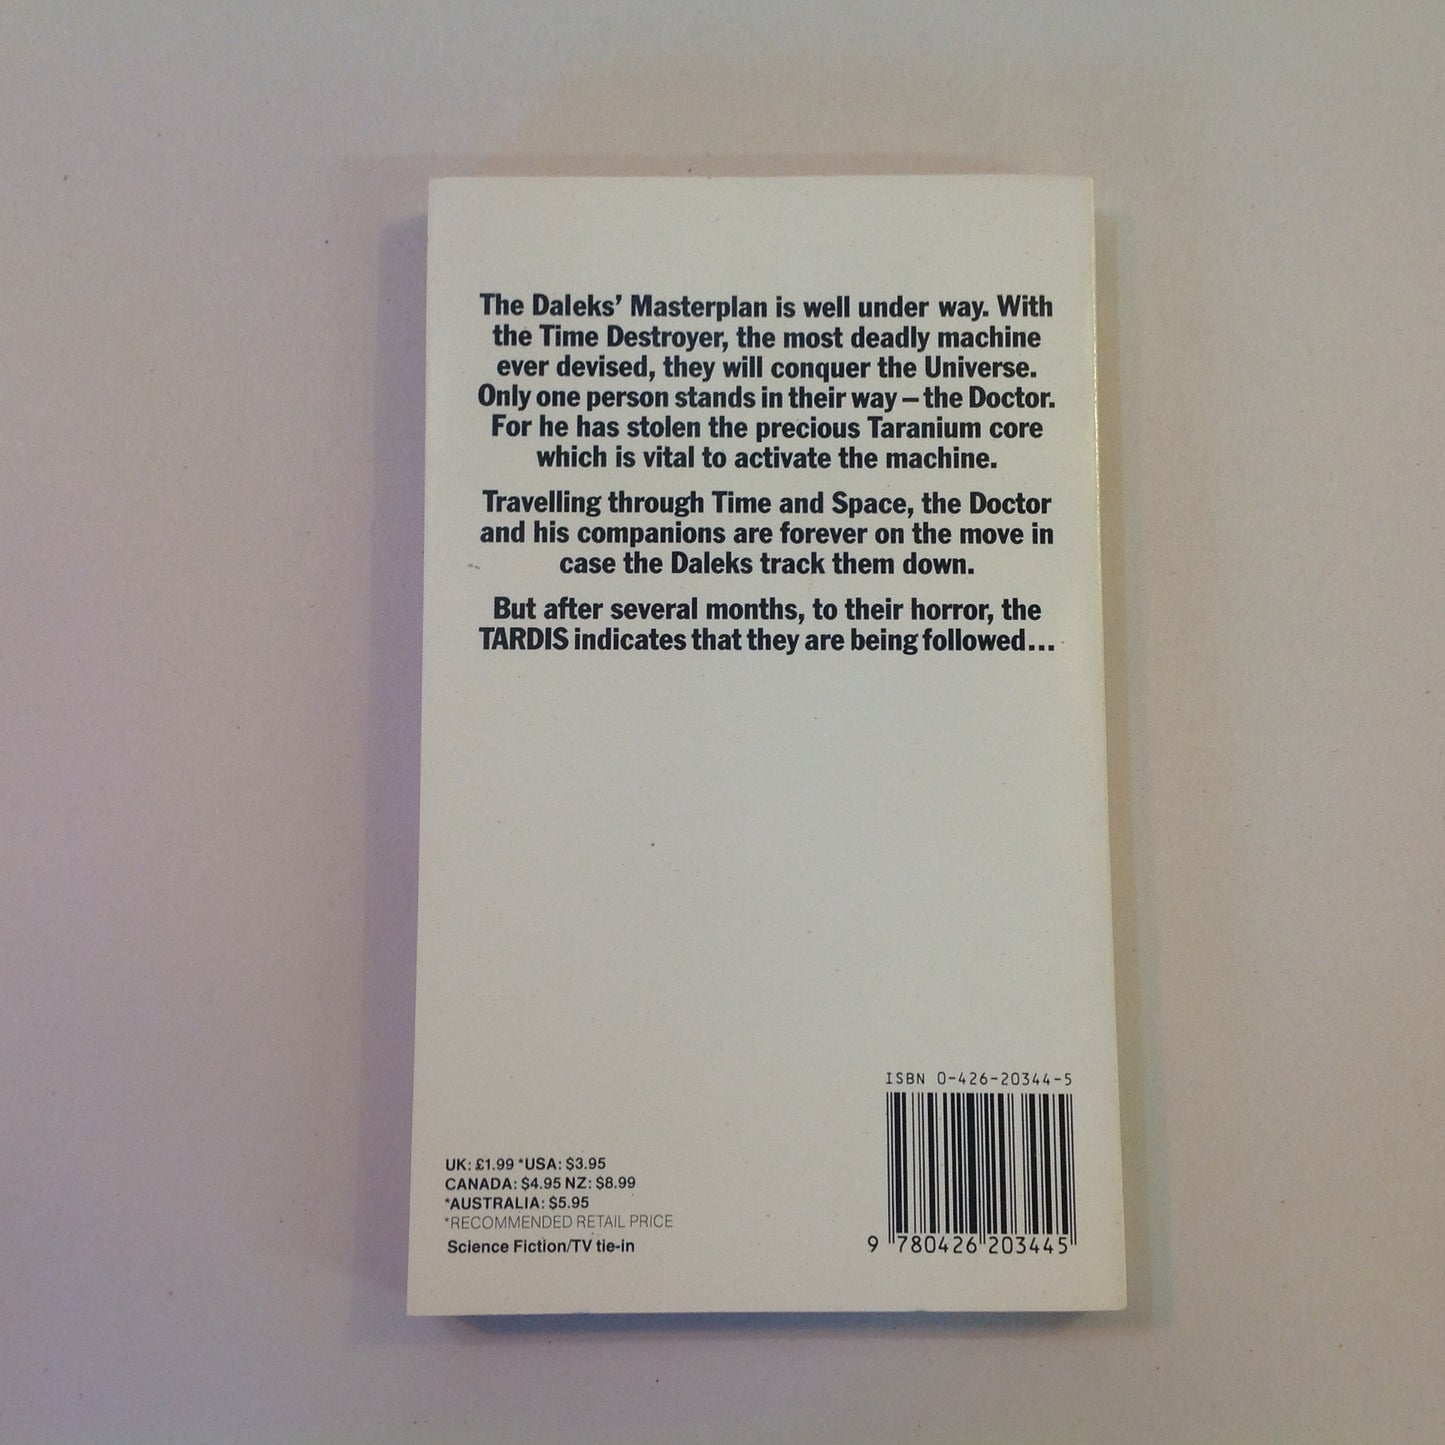 The Daleks’ Masterplan is well under way. With
the Time Destroyer, the most deadly machine
ever devised, they will conquer the Universe.
Only one person stands in their way – the Doctor.
For he has stolen the precious Taranium core
which is vital to activate the machine.
Travelling through Time and Space, the Doctor
and his companions are forever on the move in
case the Daleks track them down.
But after several months, to their horror, the
TARDIS indicates that they are being followed...
ISBN 0-426-20344-5
UK: £1.99 *USA: $3.95
CANADA: $4.95 NZ: $8.99
*AUSTRALIA: $5.95
*RECOMMENDED RETAIL PRICE
Science Fiction/TV tie-in
9 780426 203445